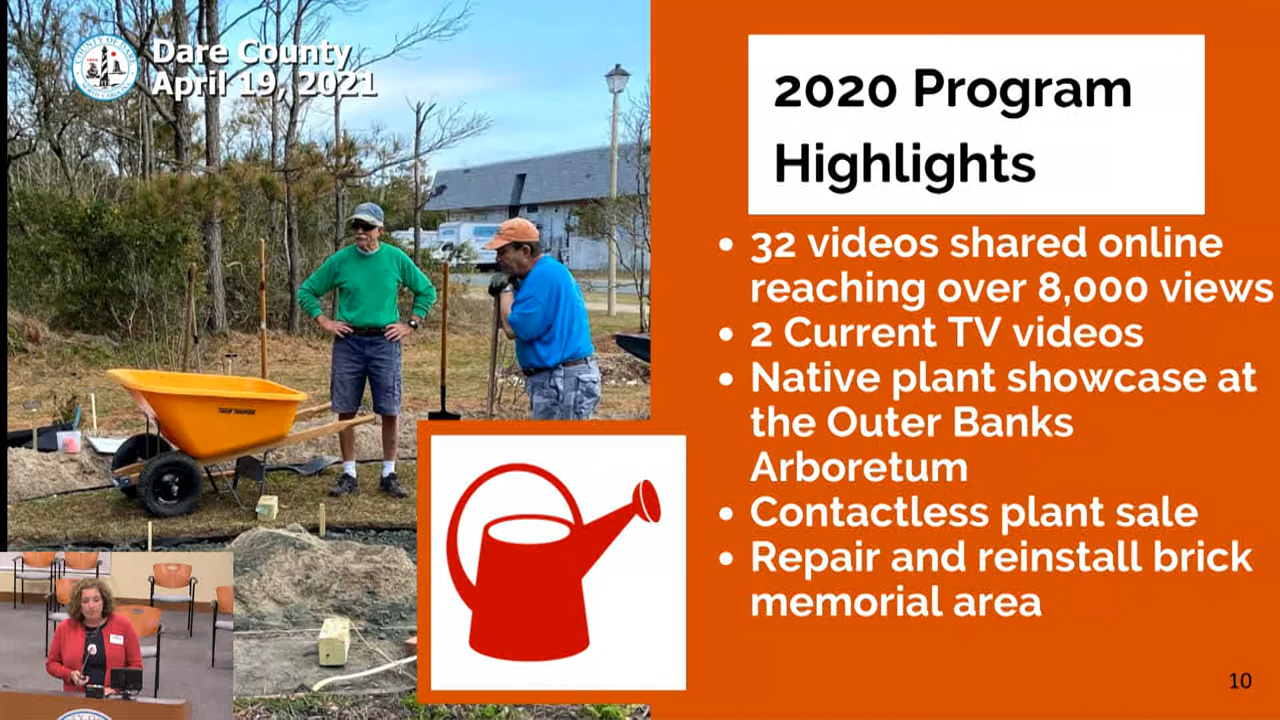 Dare County
April 19, 2021
2020 Program
Highlights
• 32 videos shared online
reaching over 8,000 views
• 2 Current TV videos
• Native plant showcase at
the Outer Banks
Arboretum
• Contactless plant sale
• Repair and reinstall brick
memorial area
10